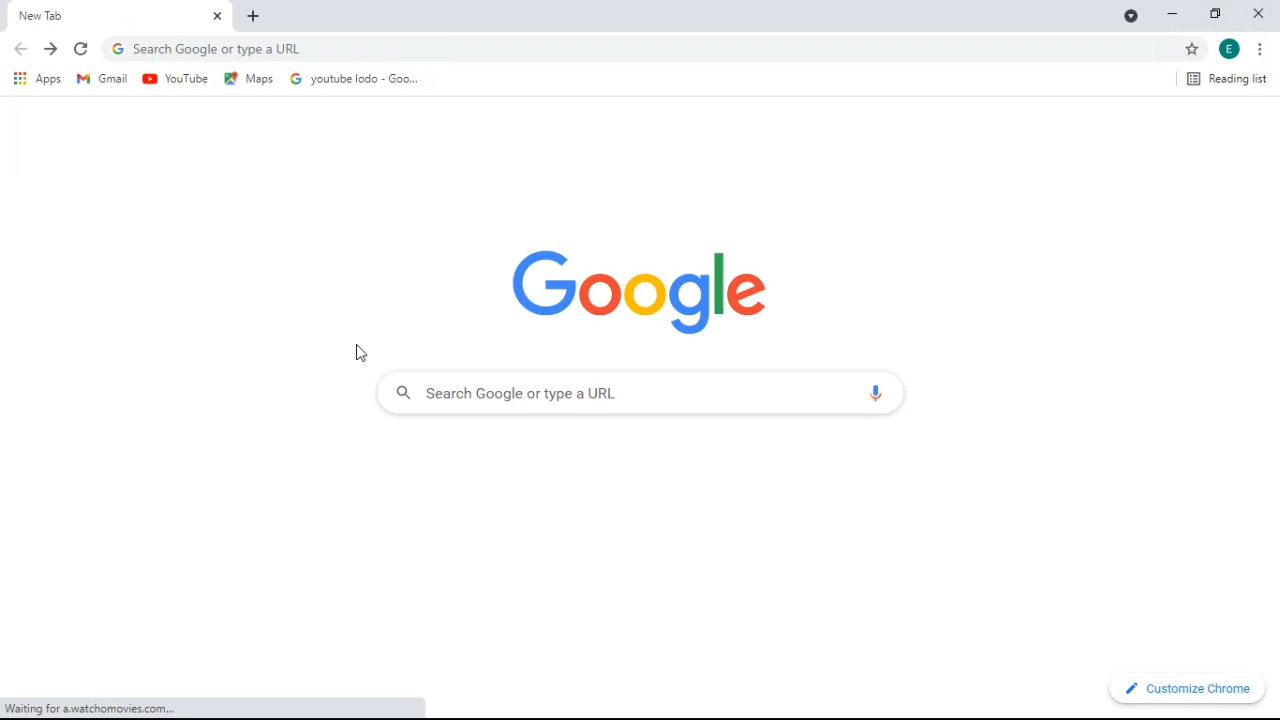 New Tab
Search Google or type a URL
E
Apps
Gmail
YouTube
Maps
youtube lodo - Goo...
Reading list
Google
Search Google or type a URL
Customize Chrome
Waiting for a.watchomovies.com...